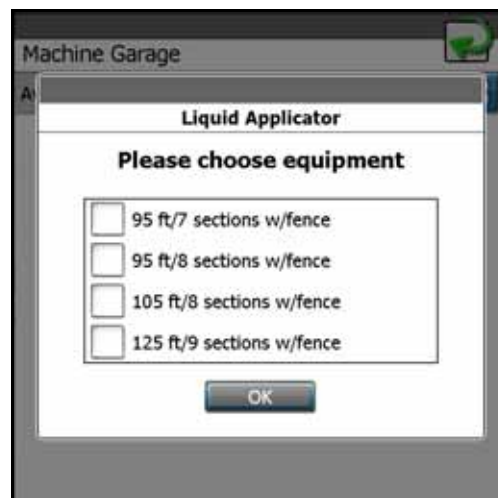 Machine Garage
Liquid Applicator
Please choose equipment
95 ft/7 sections w/fence
95 ft/8 sections w/fence
105 ft/8 sections w/fence
125 ft/9 sections w/fence
OK